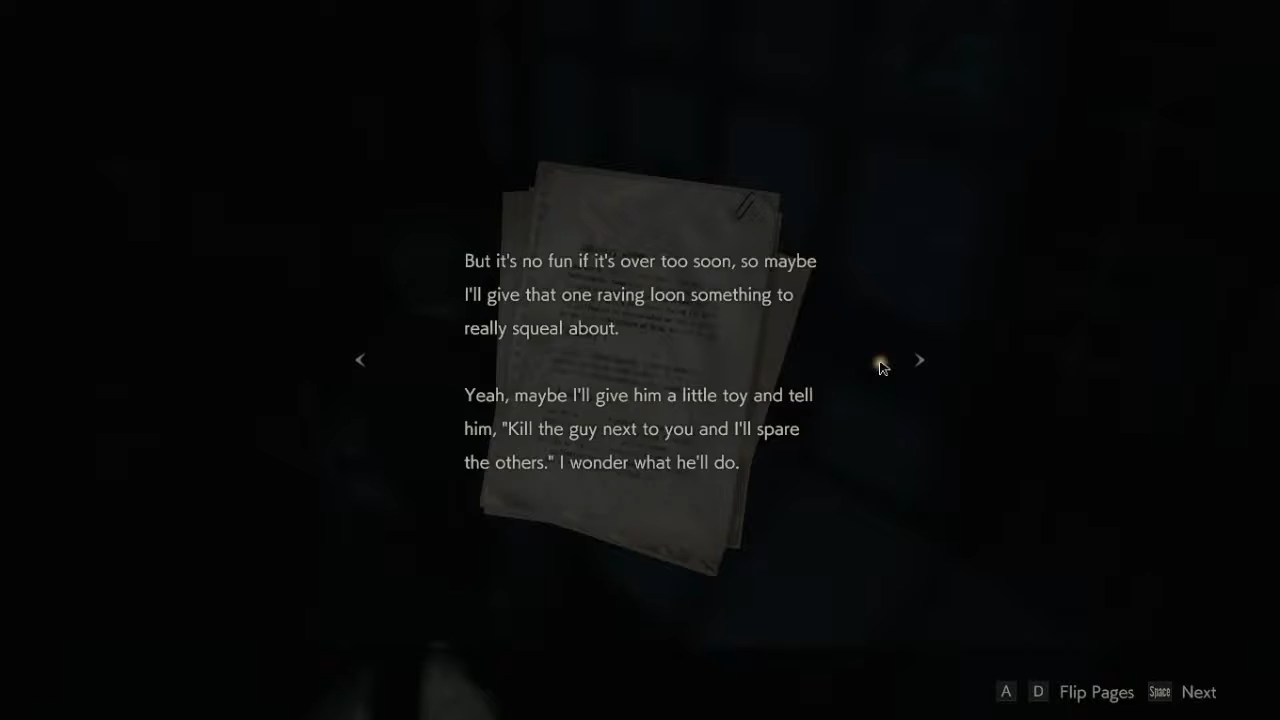 But it's no fun if it's over too soon, so maybe
I'll give that one raving loon something to
really squeal about.
Yeah, maybe I'll give him a little toy and tell
him, "Kill the guy next to you and I'll spare
the others." I wonder what he'll do.
A D Flip Pages Space Next